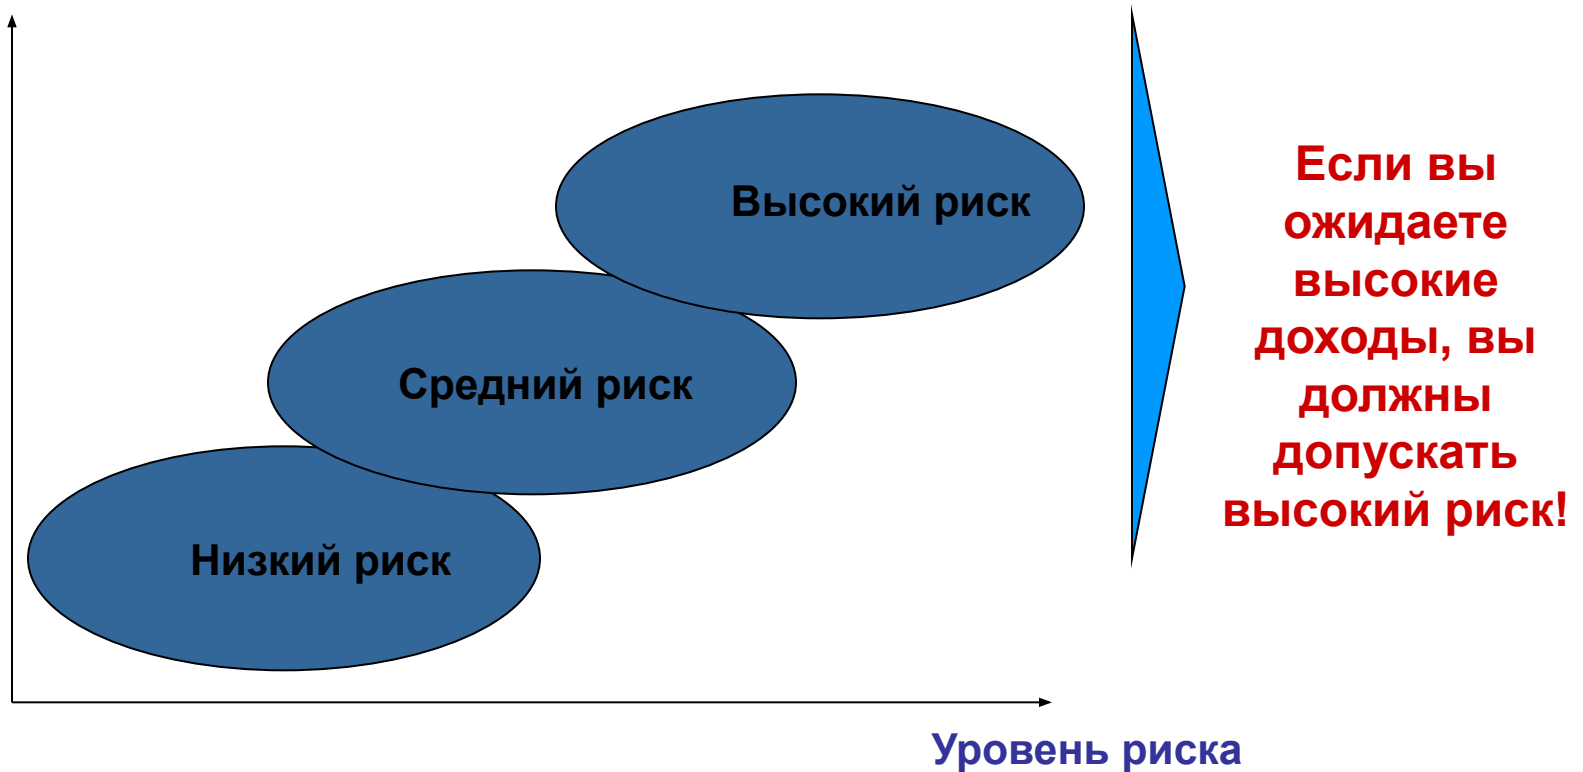 Высокий риск
Средний риск
Низкий риск
Уровень риска
Если вы
ожидаете
высокие
доходы, вы
должны
допускать
высокий риск!